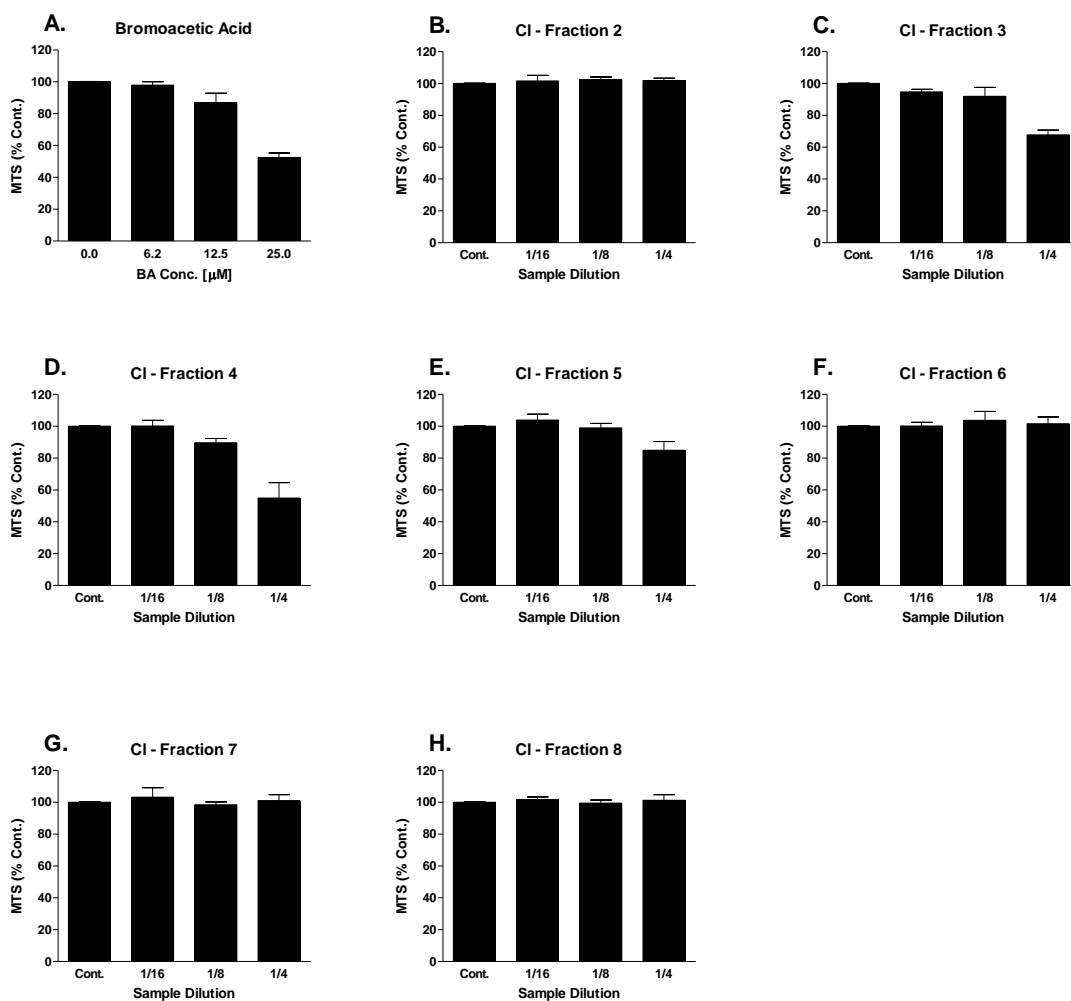 A.
Bromoacetic Acid
120
100
80
60
40
20
0
MTS (% Cont.)
0.0 6.2 12.5 25.0
BA Conc. [μM]
B.
CI - Fraction 2
120
100
80
60
40
20
0
MTS (% Cont.)
Cont. 1/16 1/8 1/4
Sample Dilution
C.
CI - Fraction 3
120
100
80
60
40
20
0
MTS (% Cont.)
Cont. 1/16 1/8 1/4
Sample Dilution
D.
CI - Fraction 4
120
100
80
60
40
20
0
MTS (% Cont.)
Cont. 1/16 1/8 1/4
Sample Dilution
E.
CI - Fraction 5
120
100
80
60
40
20
0
MTS (% Cont.)
Cont. 1/16 1/8 1/4
Sample Dilution
F.
CI - Fraction 6
120
100
80
60
40
20
0
MTS (% Cont.)
Cont. 1/16 1/8 1/4
Sample Dilution
G.
CI - Fraction 7
120
100
80
60
40
20
0
MTS (% Cont.)
Cont. 1/16 1/8 1/4
Sample Dilution
H.
CI - Fraction 8
120
100
80
60
40
20
0
MTS (% Cont.)
Cont. 1/16 1/8 1/4
Sample Dilution